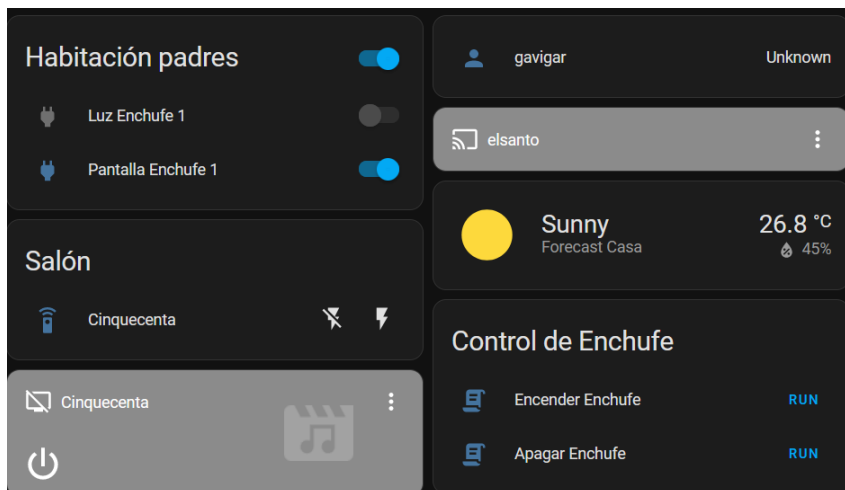 Habitación padres
Luz Enchufe 1
Pantalla Enchufe 1
Salón
Cinquecenta
Cinquecenta
gavigar Unknown
elsanto
Sunny 26.8 °C
Forecast Casa 45%
Control de Enchufe
Encender Enchufe RUN
Apagar Enchufe RUN